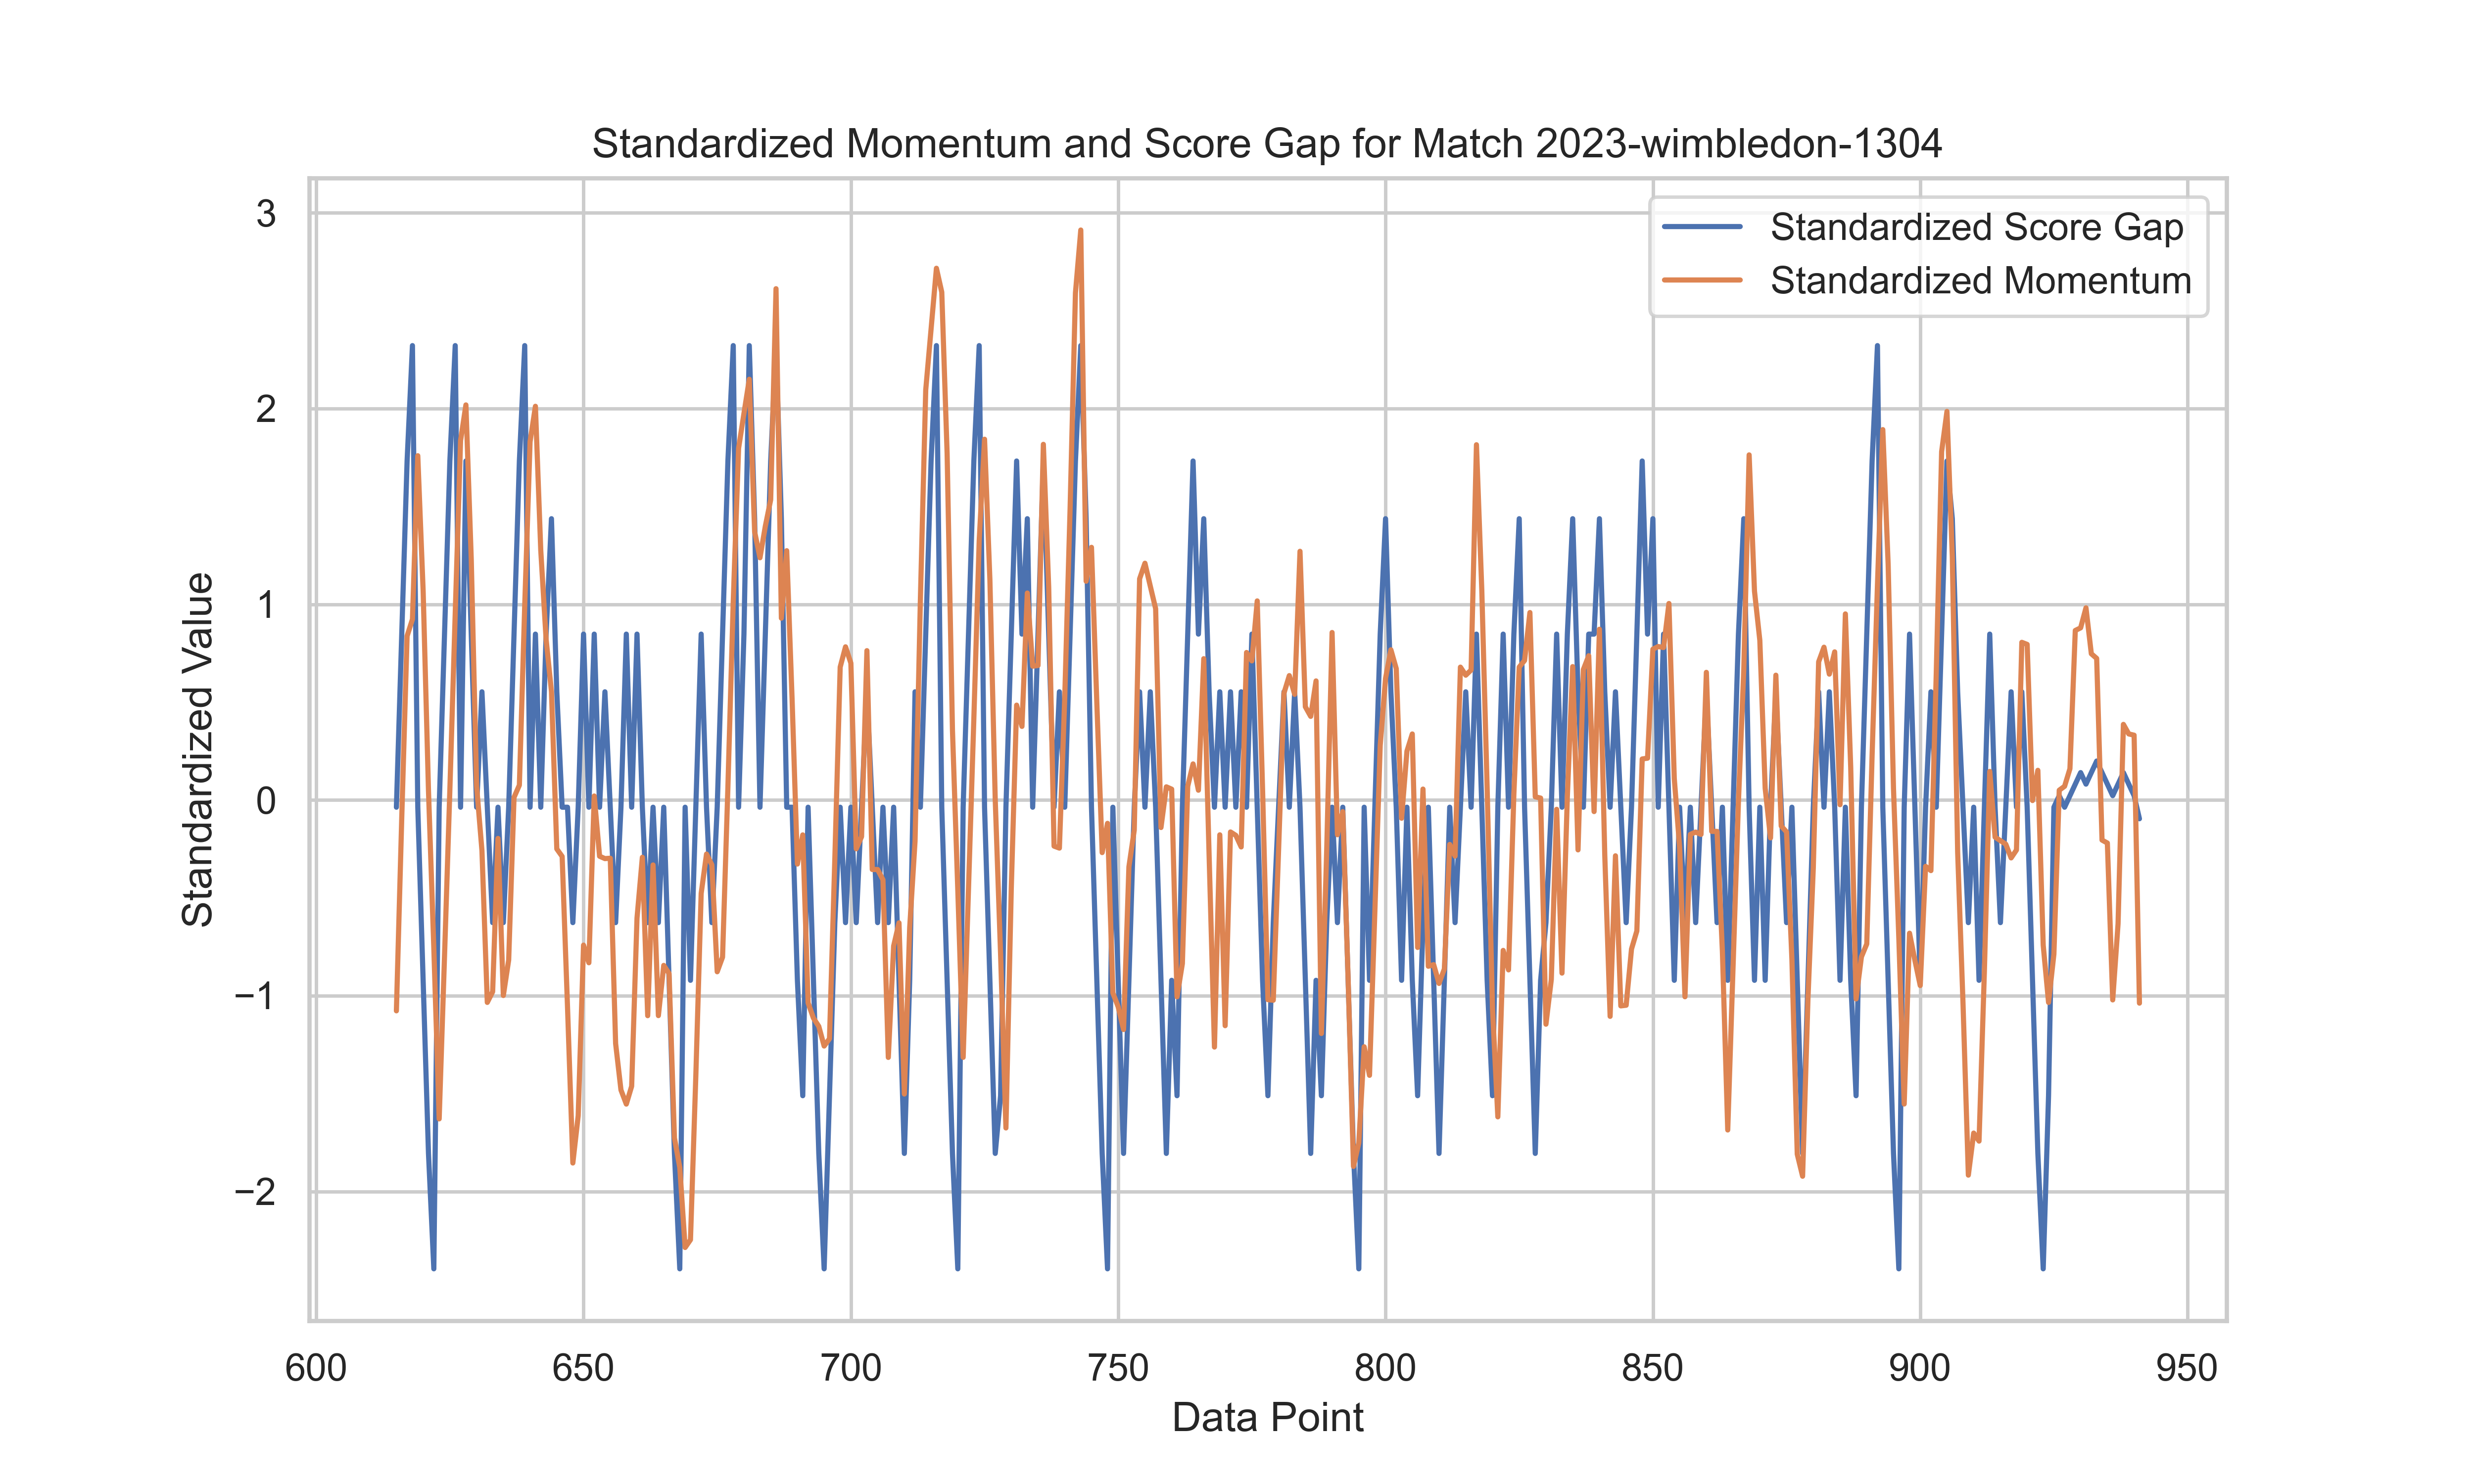 Standardized Momentum and Score Gap for Match 2023-wimbledon-1304
Standardized Score Gap
Standardized Momentum
Standardized Value
3
2
1
0
−1
−2
600 650 700 750 800 850 900 950
Data Point